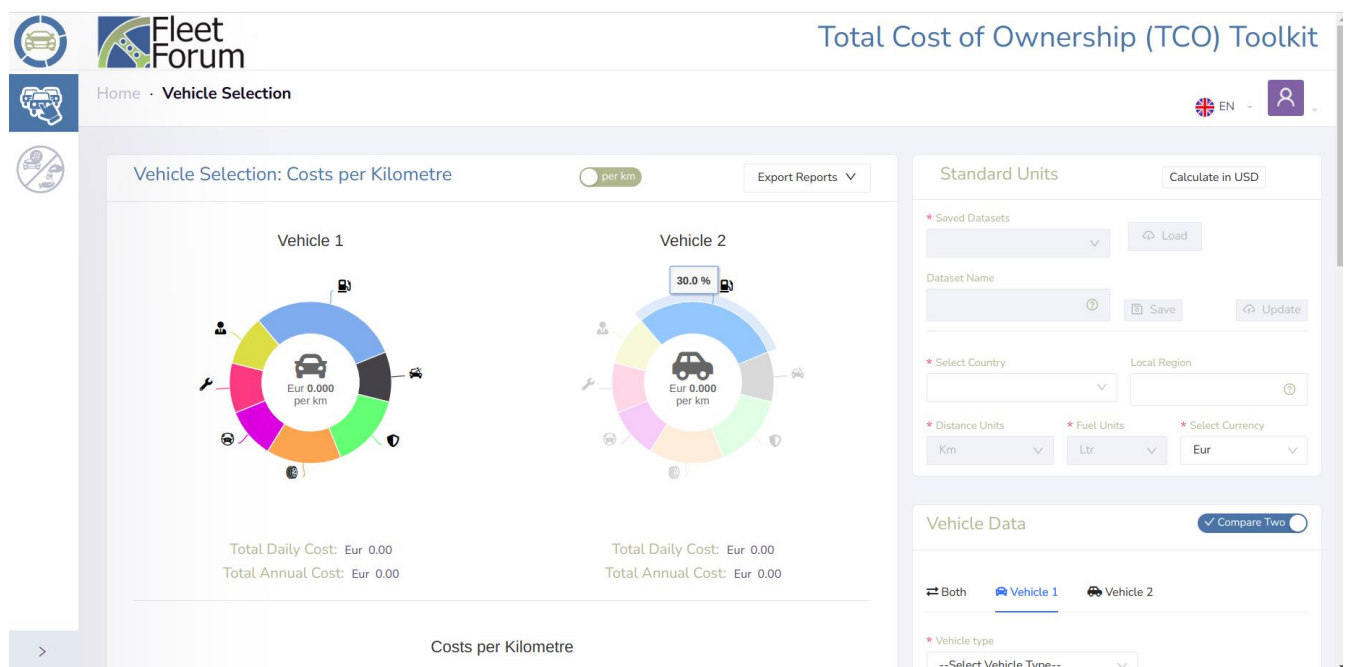 Fleet
Forum
Total Cost of Ownership (TCO) Toolkit
Home · Vehicle Selection
EN
Vehicle Selection: Costs per Kilometre
per km
Export Reports
Vehicle 1
Vehicle 2
30.0 %
Eur 0.000
per km
Eur 0.000
per km
Total Daily Cost: Eur 0.00
Total Annual Cost: Eur 0.00
Total Daily Cost: Eur 0.00
Total Annual Cost: Eur 0.00
Costs per Kilometre
Standard Units
Calculate in USD
* Saved Datasets
Load
Dataset Name
Save
Update
* Select Country
Local Region
* Distance Units
* Fuel Units
* Select Currency
Km
Ltr
Eur
Vehicle Data
Compare Two
Both
Vehicle 1
Vehicle 2
* Vehicle type
--Select Vehicle Type--